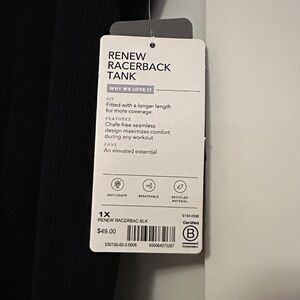 RENEW
RACERBACK
TANK
WHY WE LOVE IT
FIT
Fitted with a longer length
for more coverage
FEATURES
Chafe-free seamless
design maximizes comfort
during any workout
FAVE
An elevated essential
ANTI-CHAFE
BREATHABLE
RECYCLED
MATERIAL
1X
RENEW RACERBAC BLK
$49.00
Certified
B
Corporation